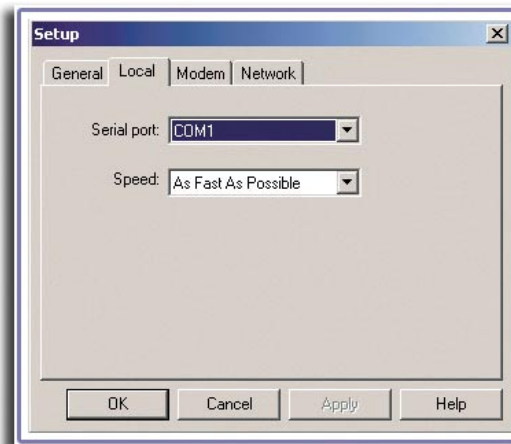 Setup
General Local Modem Network
Serial port: COM1
Speed: As Fast As Possible
OK Cancel Apply Help